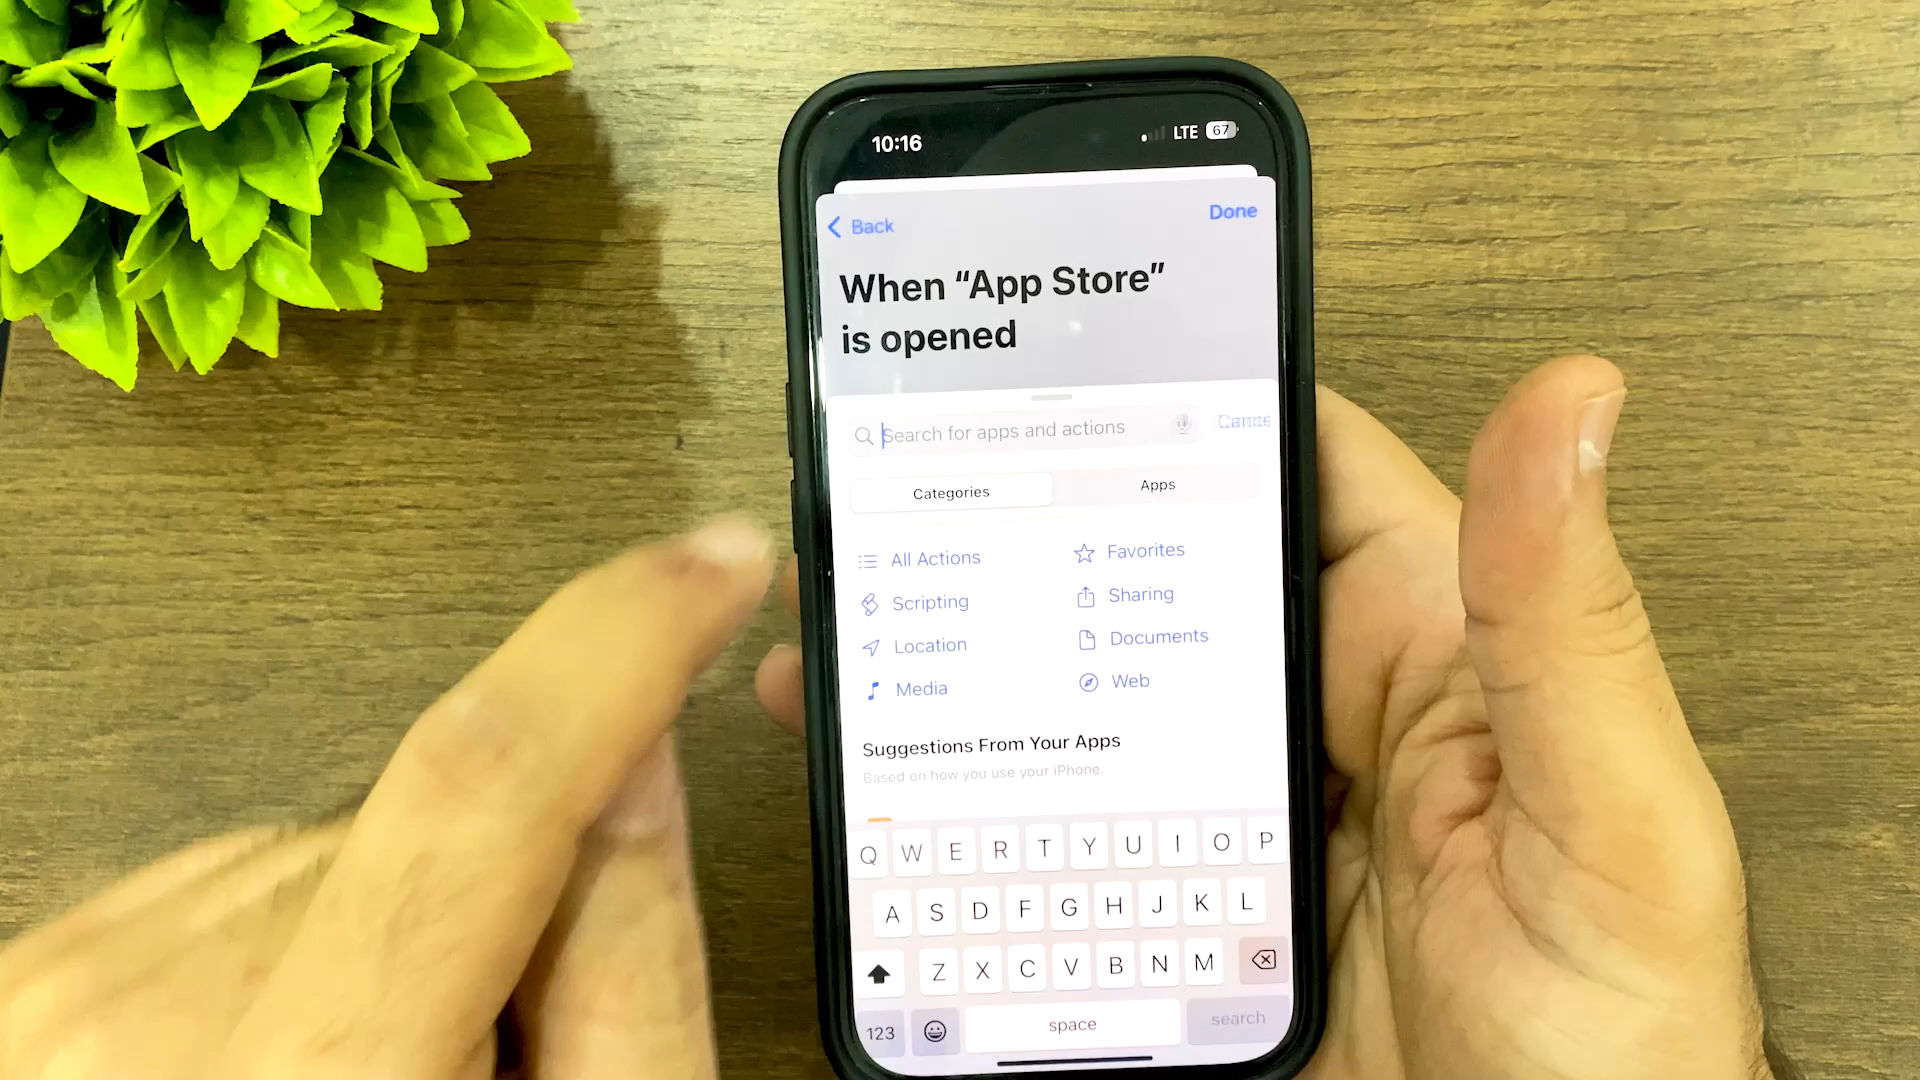 10:16 LTE 67
Back Done
When “App Store”
is opened
Search for apps and actions Cance
Categories Apps
All Actions Favorites
Scripting Sharing
Location Documents
Media Web
Suggestions From Your Apps
Based on how you use your iPhone.
Q W E R T Y U I O P
A S D F G H J K L
Z X C V B N M
123 space search